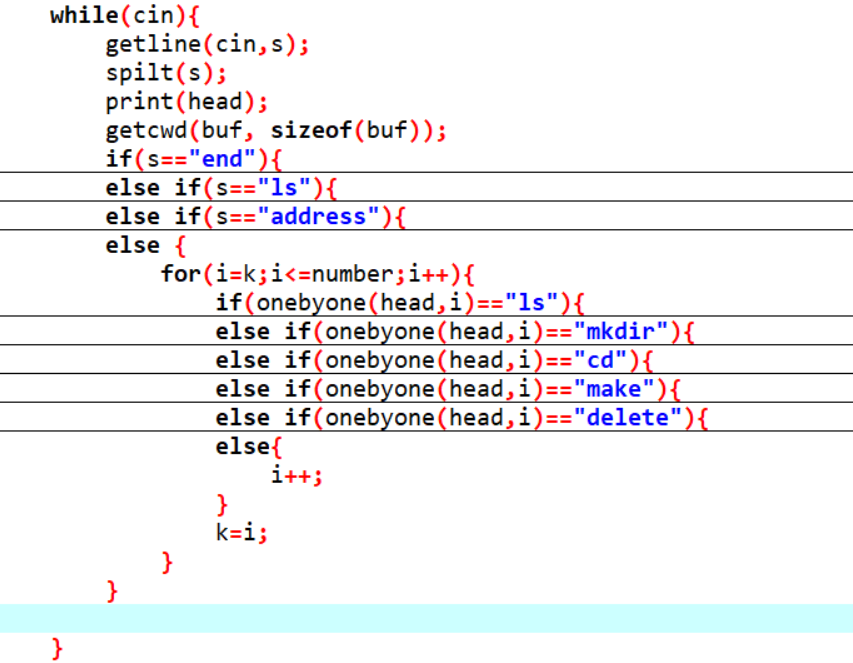 while(cin){
getline(cin,s);
spilt(s);
print(head);
getcwd(buf, sizeof(buf));
if(s=="end"){
else if(s=="ls"){
else if(s=="address"){
else {
for(i=k;i<=number;i++){
if(onebyone(head,i)=="ls"){
else if(onebyone(head,i)=="mkdir"){
else if(onebyone(head,i)=="cd"){
else if(onebyone(head,i)=="make"){
else if(onebyone(head,i)=="delete"){
else{
i++;
}
k=i;
}
}
}